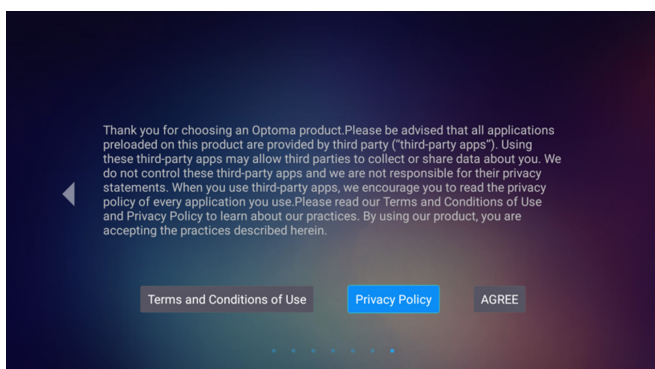 Thank you for choosing an Optoma product.Please be advised that all applications
preloaded on this product are provided by third party (“third-party apps”). Using
these third-party apps may allow third parties to collect or share data about you. We
do not control these third-party apps and we are not responsible for their privacy
statements. When you use third-party apps, we encourage you to read the privacy
policy of every application you use.Please read our Terms and Conditions of Use
and Privacy Policy to learn about our practices. By using our product, you are
accepting the practices described herein.
Terms and Conditions of Use Privacy Policy AGREE